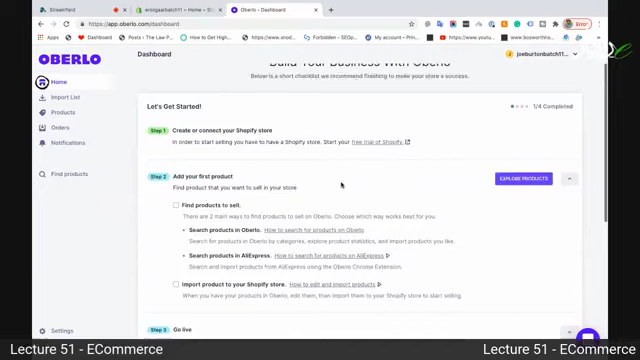 StreamYard
Oberlo - Dashboard
https://app.oberlo.com/dashboard
Error
Dashboard
OBERLO
Dashboard
joeburtonbatch11...
Build Your Business With Oberlo
Below is a short checklist we recommend finishing to make your store a success.
Home
Import List
Products
Orders
Notifications
Find products
Settings
Let's Get Started!
1/4 Completed
Step 1 Create or connect your Shopify store
In order to start selling you have to have a Shopify store. Start your free trial of Shopify.
Step 2 Add your first product
EXPLORE PRODUCTS
Find product that you want to sell in your store
Find products to sell.
There are 2 main ways to find products to sell on Oberlo. Choose which way works best for you.
Search products in Oberlo. How to search for products on Oberlo
Search for products in Oberlo by categories, explore product statistics, and import products you like.
Search products in AliExpress. How to search for products on AliExpress
Search and import products from AliExpress using the Oberlo Chrome Extension.
Import product to your Shopify store. How to edit and import products
When you have your products in Oberlo, edit them, then import them to your Shopify store to start selling.
Step 3 Go live
Lecture 51 - ECommerce
Lecture 51 - ECommerce